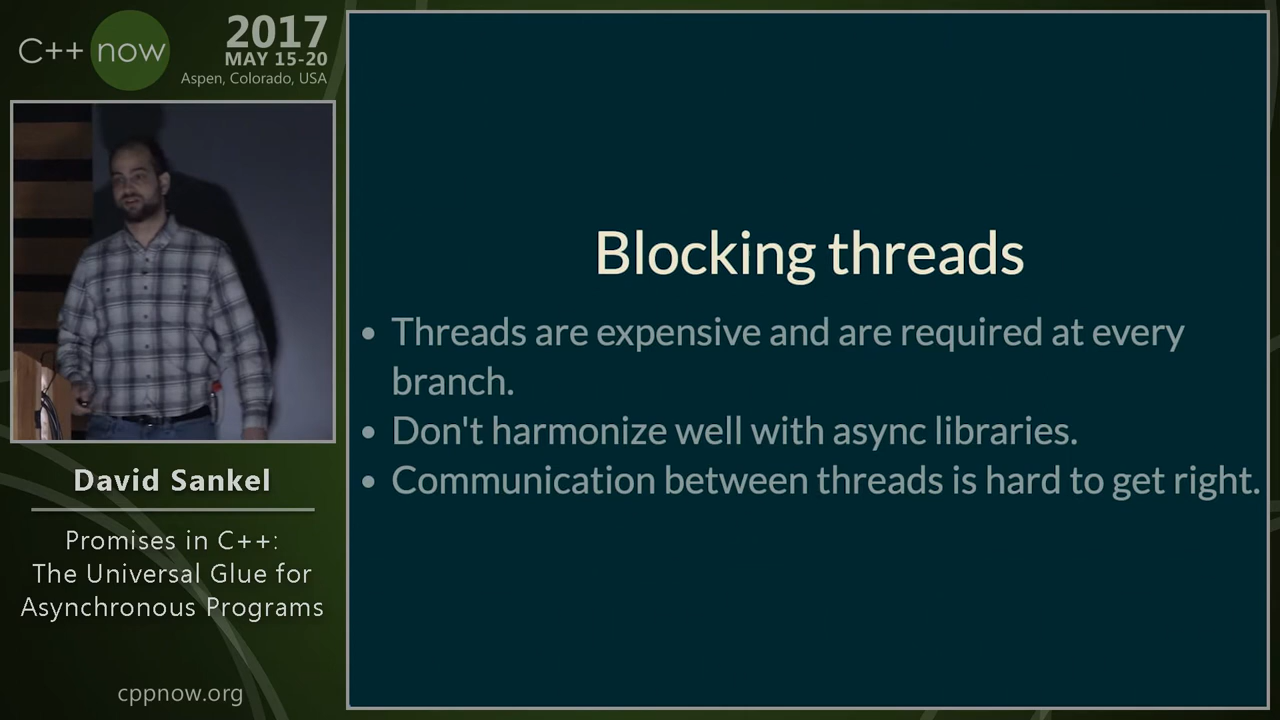 C++ now
2017
MAY 15-20
Aspen, Colorado, USA
David Sankel
Promises in C++:
The Universal Glue for
Asynchronous Programs
cppnow.org
Blocking threads
• Threads are expensive and are required at every
branch.
• Don't harmonize well with async libraries.
• Communication between threads is hard to get right.